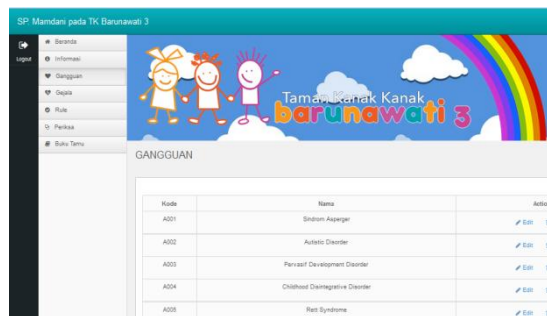 SP. Mamdani pada TK Barunawati 3
Logout
Beranda
Informasi
Gangguan
Gejala
Rule
Periksa
Buku Tamu
Taman Kanak Kanak
barunawati 3
GANGGUAN
Kode Nama Actio
A001 Sindrom Asperger Edit
A002 Autistic Disorder Edit
A003 Pervasif Development Disorder Edit
A004 Childhood Disintegrative Disorder Edit
A005 Rett Syndrome Edit